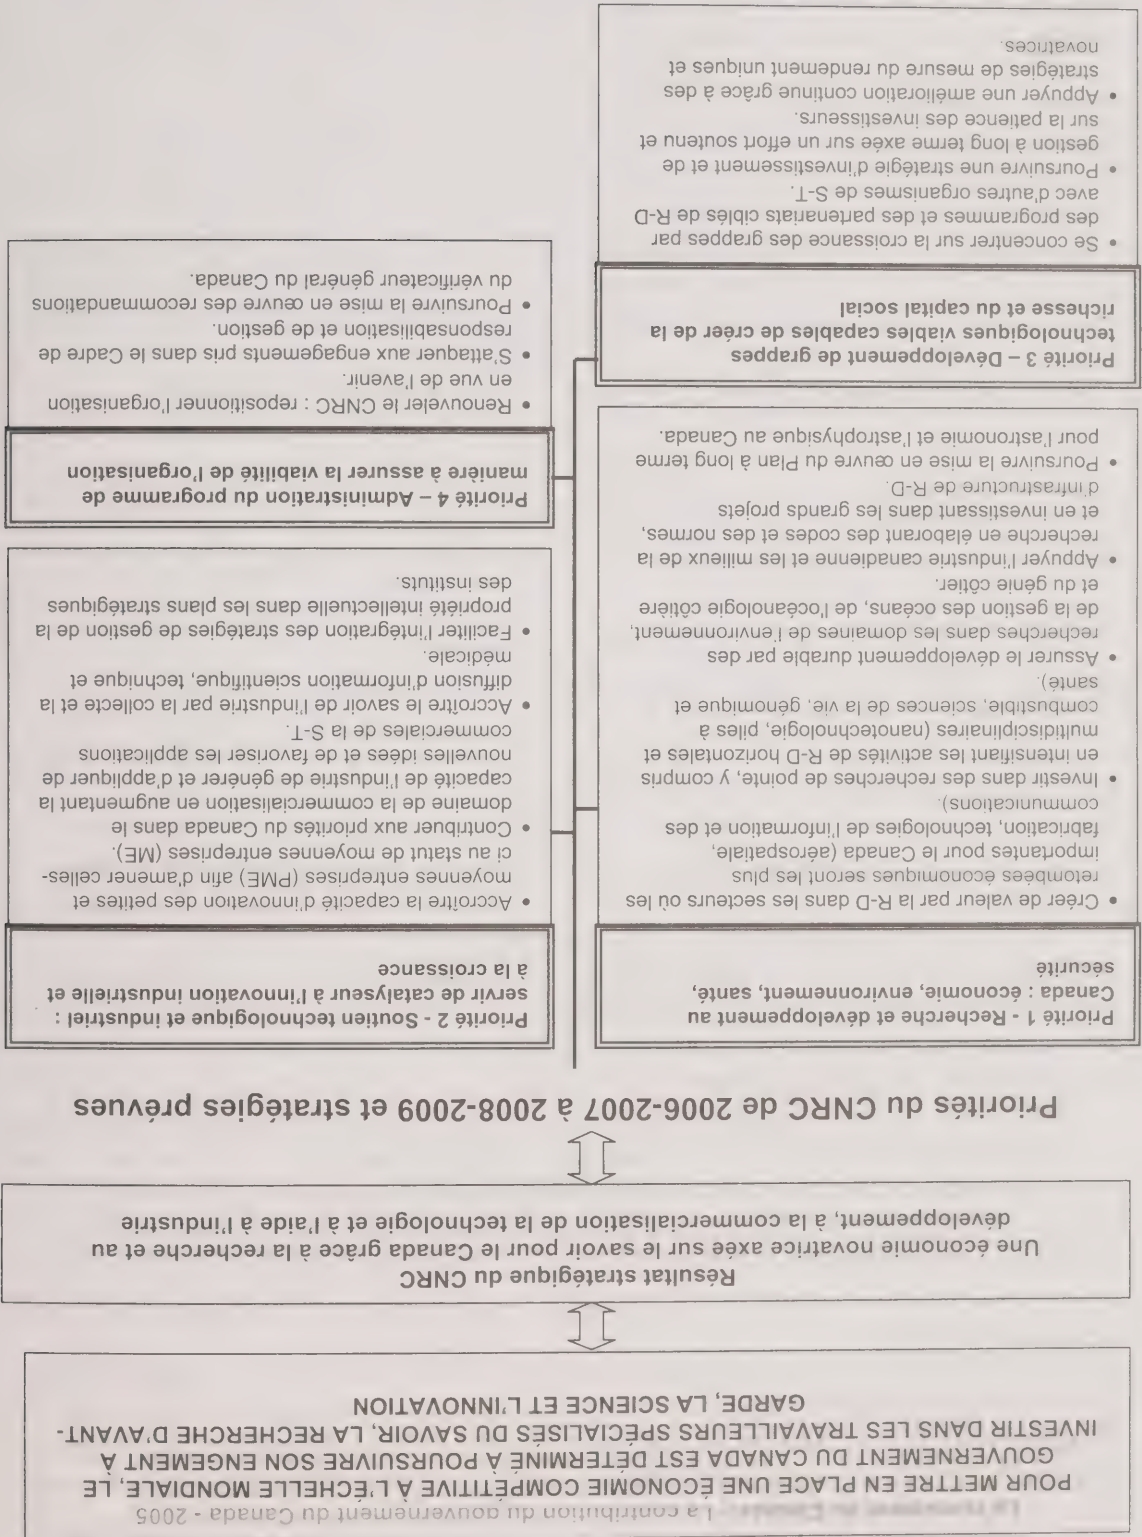 La contribution du gouvernement du Canada - 2005
POUR METTRE EN PLACE UNE ÉCONOMIE COMPÉTITIVE À L'ÉCHELLE MONDIALE, LE
GOUVERNEMENT DU CANADA EST DÉTERMINÉ À POURSUIVRE SON ENGEMENT À
INVESTIR DANS LES TRAVAILLEURS SPÉCIALISÉS DU SAVOIR, LA RECHERCHE D'AVANT-
GARDE, LA SCIENCE ET L'INNOVATION
Résultat stratégique du CNRC
Une économie novatrice axée sur le savoir pour le Canada grâce à la recherche et au
développement, à la commercialisation de la technologie et à l'aide à l'industrie
Priorités du CNRC de 2006-2007 à 2008-2009 et stratégies prévues
Priorité 1 - Recherche et développement au
Canada : économie, environnement, santé,
sécurité
• Créer de valeur par la R-D dans les secteurs où les
retombées économiques seront les plus
importantes pour le Canada (aérospatiale,
fabrication, technologies de l'information et des
communications).
• Investir dans des recherches de pointe, y compris
en intensifiant les activités de R-D horizontales et
multidisciplinaires (nanotechnologie, piles à
combustible, sciences de la vie, génomique et
santé).
• Assurer le développement durable par des
recherches dans les domaines de l'environnement,
de la gestion des océans, de l'océanologie côtière
et du génie côtier.
• Appuyer l'industrie canadienne et les milieux de la
recherche en élaborant des codes et des normes,
et en investissant dans les grands projets
d'infrastructure de R-D.
• Poursuivre la mise en œuvre du Plan à long terme
pour l'astronomie et l'astrophysique au Canada.
Priorité 3 – Développement de grappes
technologiques viables capables de créer de la
richesse et du capital social
• Se concentrer sur la croissance des grappes par
des programmes et des partenariats ciblés de R-D
avec d'autres organismes de S-T.
• Poursuivre une stratégie d'investissement et de
gestion à long terme axée sur un effort soutenu et
sur la patience des investisseurs.
• Appuyer une amélioration continue grâce à des
stratégies de mesure du rendement uniques et
novatrices.
Priorité 2 - Soutien technologique et industriel :
servir de catalyseur à l'innovation industrielle et
à la croissance
• Accroître la capacité d'innovation des petites et
moyennes entreprises (PME) afin d'amener celles-
ci au statut de moyennes entreprises (ME).
• Contribuer aux priorités du Canada dans le
domaine de la commercialisation en augmentant la
capacité de l'industrie de générer et d'appliquer de
nouvelles idées et de favoriser les applications
commerciales de la S-T.
• Accroître le savoir de l'industrie par la collecte et la
diffusion d'information scientifique, technique et
médicale.
• Faciliter l'intégration des stratégies de gestion de la
propriété intellectuelle dans les plans stratégiques
des instituts.
Priorité 4 – Administration du programme de
manière à assurer la viabilité de l'organisation
• Renouveler le CNRC : repositionner l'organisation
en vue de l'avenir.
• S'attaquer aux engagements pris dans le Cadre de
responsabilisation et de gestion.
• Poursuivre la mise en œuvre des recommandations
du vérificateur général du Canada.